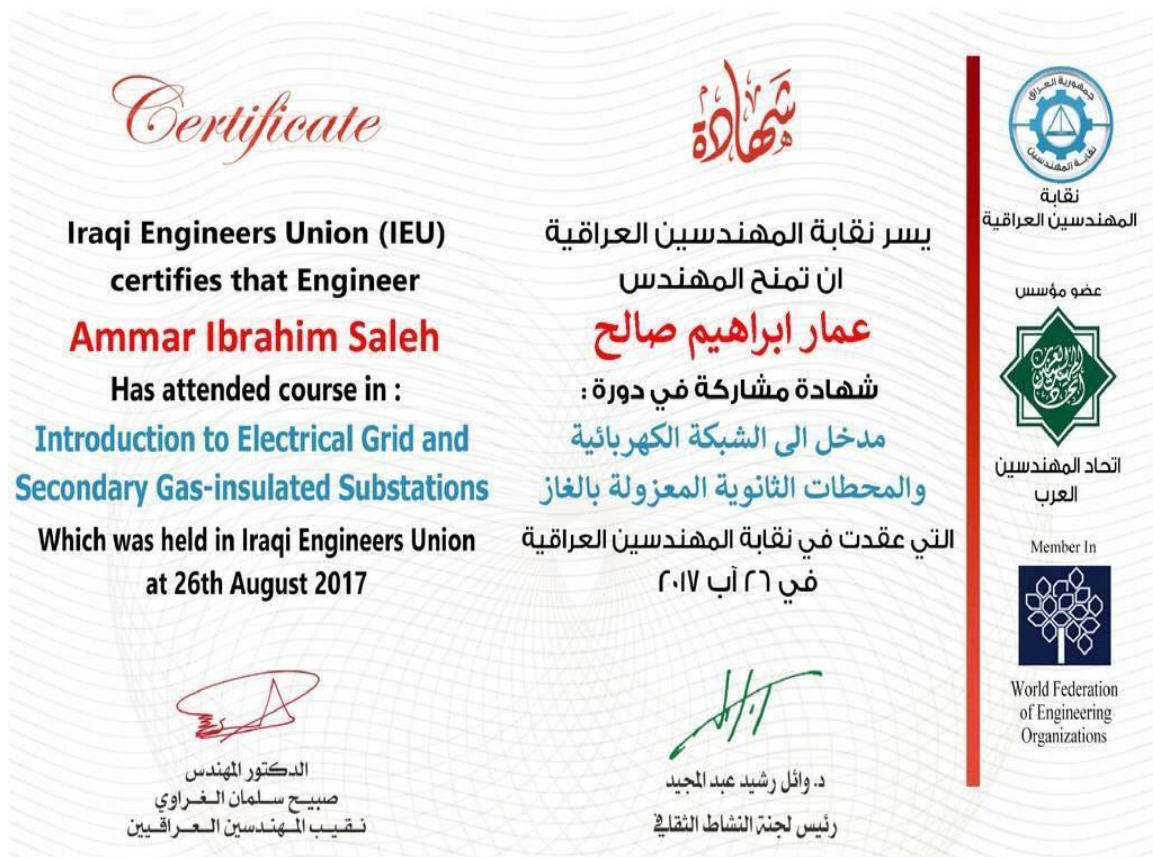 Certificate
Iraqi Engineers Union (IEU)
certifies that Engineer
Ammar Ibrahim Saleh
Has attended course in :
Introduction to Electrical Grid and
Secondary Gas-insulated Substations
Which was held in Iraqi Engineers Union
at 26th August 2017
الدكتور المهندس
صبيح سلمان الغراوي
نقيب المهندسين العراقيين
شهادة
يسر نقابة المهندسين العراقية
ان تمنح المهندس
عمار ابراهيم صالح
شهادة مشاركة في دورة :
مدخل الى الشبكة الكهربائية
والمحطات الثانوية المعزولة بالغاز
التي عقدت في نقابة المهندسين العراقية
في ٢٦ آب ٢٠١٧
د. وائل رشيد عبد المجيد
رئيس لجنة النشاط الثقافي
جمهورية العراق
نقابة المهندسين
نقابة
المهندسين العراقية
عضو مؤسس
اتحاد المهندسين
العرب
Member In
World Federation
of Engineering
Organizations